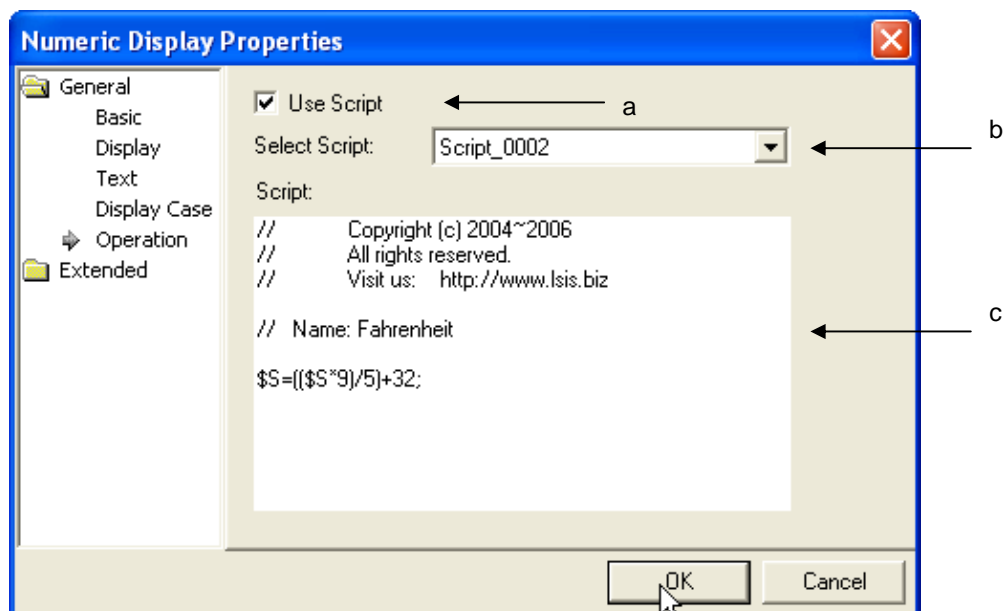 Numeric Display Properties
General
Basic
Display
Text
Display Case
Operation
Extended
Use Script
a
Select Script:
Script_0002
b
Script:
// Copyright (c) 2004~2006
// All rights reserved.
// Visit us: http://www.lsis.biz
// Name: Fahrenheit
c
$S=(($S*9)/5)+32;
OK
Cancel